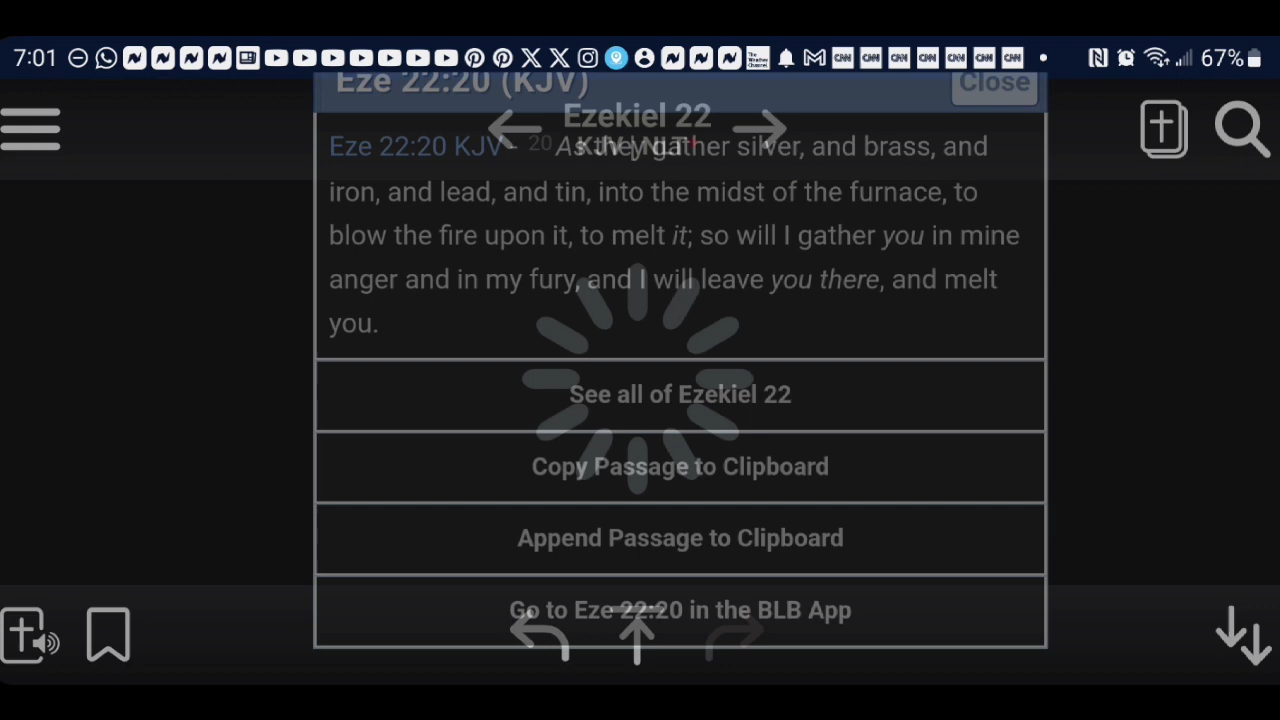 7:01
67%
Eze 22:20 (KJV)
Close
Ezekiel 22
KJV | NLT*
Eze 22:20 KJV - 20 As they gather silver, and brass, and
iron, and lead, and tin, into the midst of the furnace, to
blow the fire upon it, to melt it; so will I gather you in mine
anger and in my fury, and I will leave you there, and melt
you.
See all of Ezekiel 22
Copy Passage to Clipboard
Append Passage to Clipboard
Go to Eze 22:20 in the BLB App